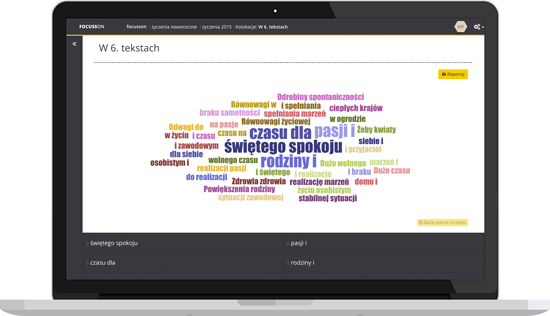 FOCUSSON
focusson › życzenia noworoczne › życzenia 2015 › Kolokacje: W 6. tekstach
W 6. tekstach
Eksportuj
Odrobiny spontaniczności
Równowagi w i spełniania ciepłych krajów
braku samotności spełniania marzeń w ogrodzie
Odwagi do na pasje Równowagi życiowej Żeby kwiaty
w życiu i czasu czasu na czasu dla pasji i siebie i
i zawodowym świętego spokoju i przyjaciół
dla siebie wolnego czasu rodziny i Dużo wolnego marzeń i
osobistym i realizacji pasji i świętego i realizację i braku Dużo czasu
do realizacji Zdrowia zdrowia realizację marzeń domu i
Powiększenia rodziny życiu osobistym
sytuacji zawodowej stabilnej sytuacji
świętego spokoju pasji i
czasu dla rodziny i